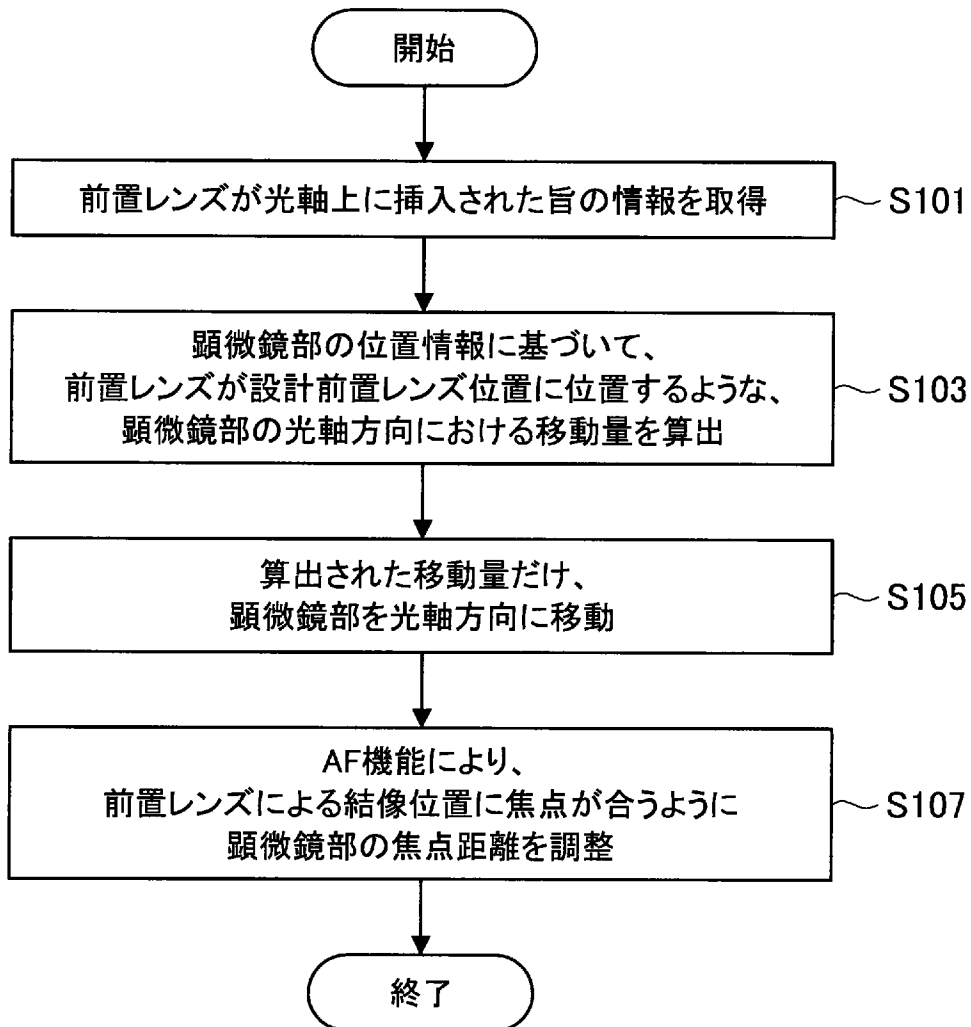 開始
前置レンズが光軸上に挿入された旨の情報を取得
S101
顕微鏡部の位置情報に基づいて、
前置レンズが設計前置レンズ位置に位置するような、
顕微鏡部の光軸方向における移動量を算出
S103
算出された移動量だけ、
顕微鏡部を光軸方向に移動
S105
AF機能により、
前置レンズによる結像位置に焦点が合うように
顕微鏡部の焦点距離を調整
S107
終了